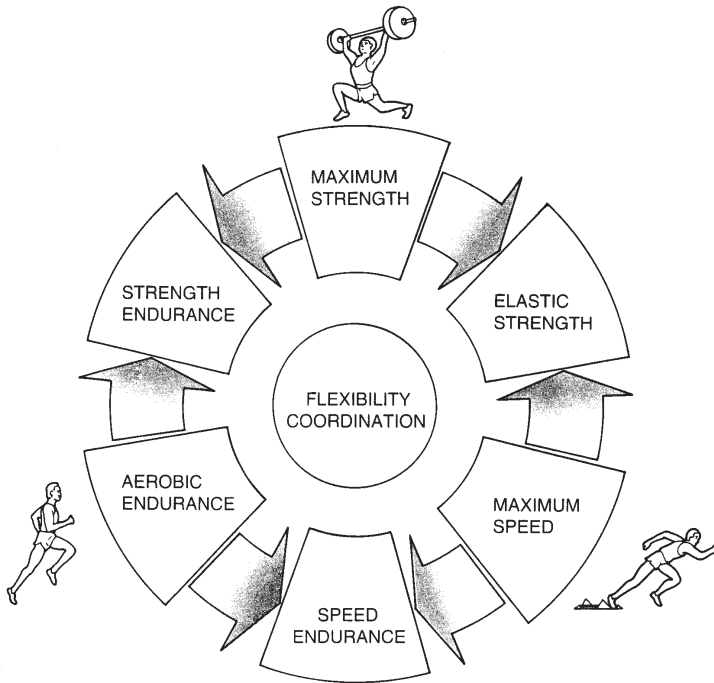 MAXIMUM
STRENGTH
STRENGTH
ENDURANCE
ELASTIC
STRENGTH
FLEXIBILITY
COORDINATION
AEROBIC
ENDURANCE
MAXIMUM
SPEED
SPEED
ENDURANCE